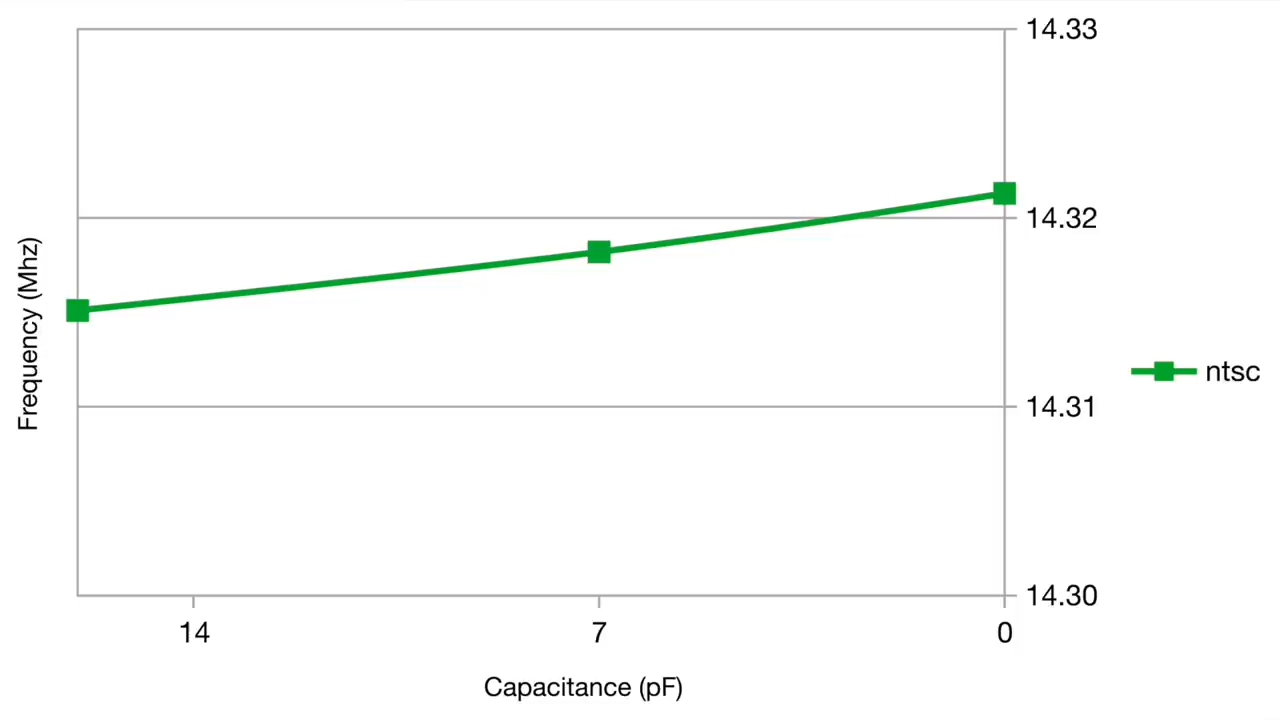 14.33
14.32
Frequency (Mhz)
ntsc
14.31
14.30
14 7 0
Capacitance (pF)